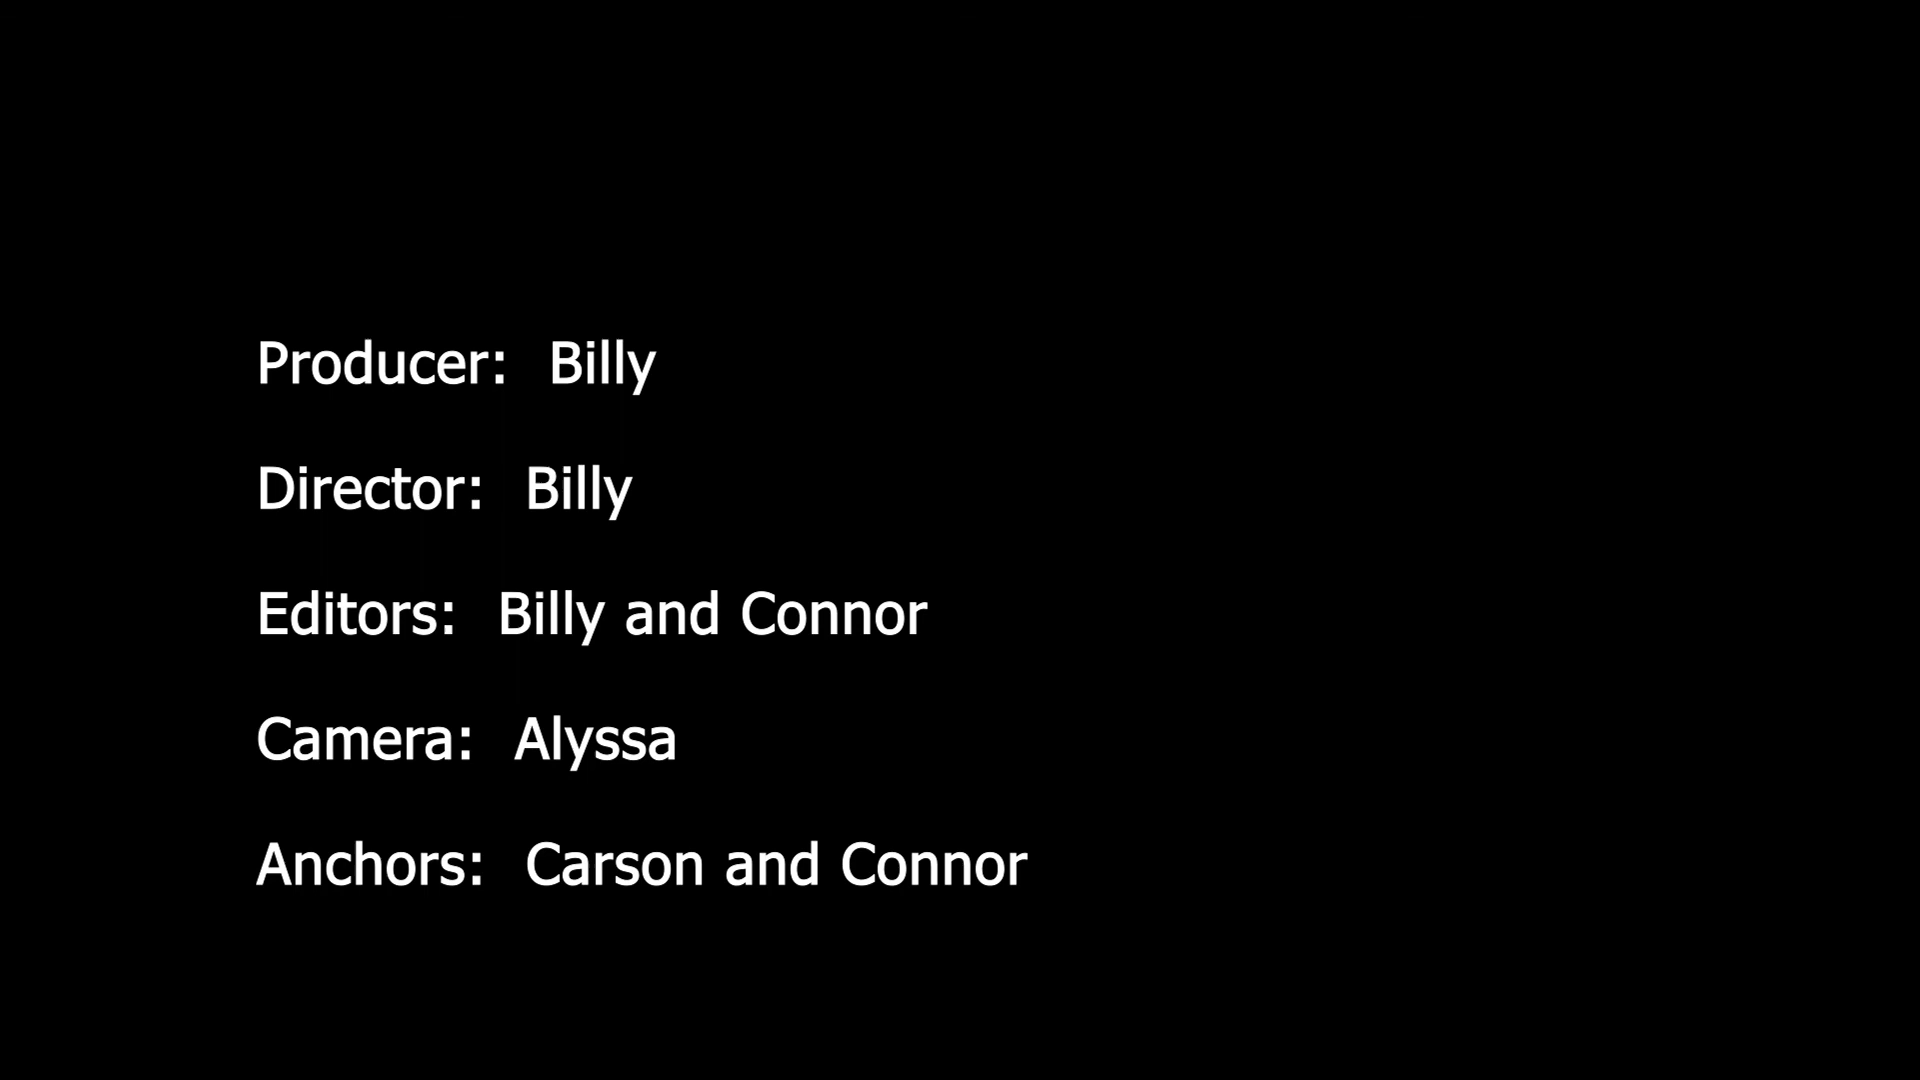 Producer:  Billy
Director:  Billy
Editors:  Billy and Connor
Camera:  Alyssa
Anchors:  Carson and Connor